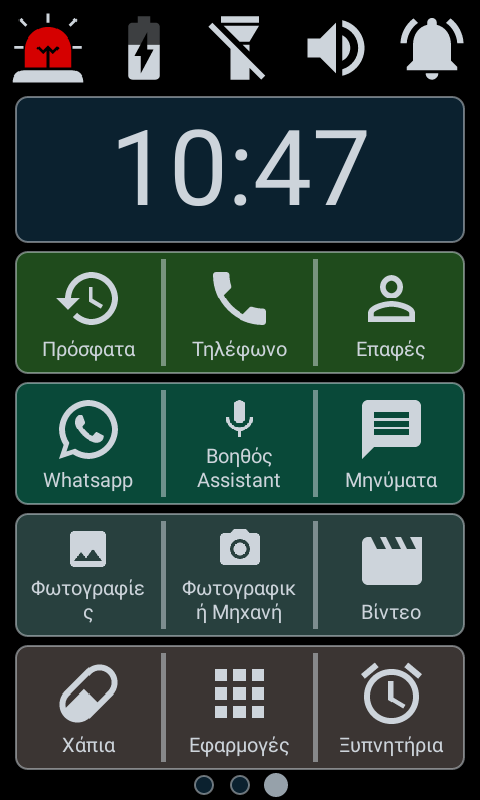 10:47
Πρόσφατα
Τηλέφωνο
Επαφές
Whatsapp
Βοηθός
Assistant
Μηνύματα
Φωτογραφίε
ς
Φωτογραφικ
ή Μηχανή
Βίντεο
Χάπια
Εφαρμογές
Ξυπνητήρια